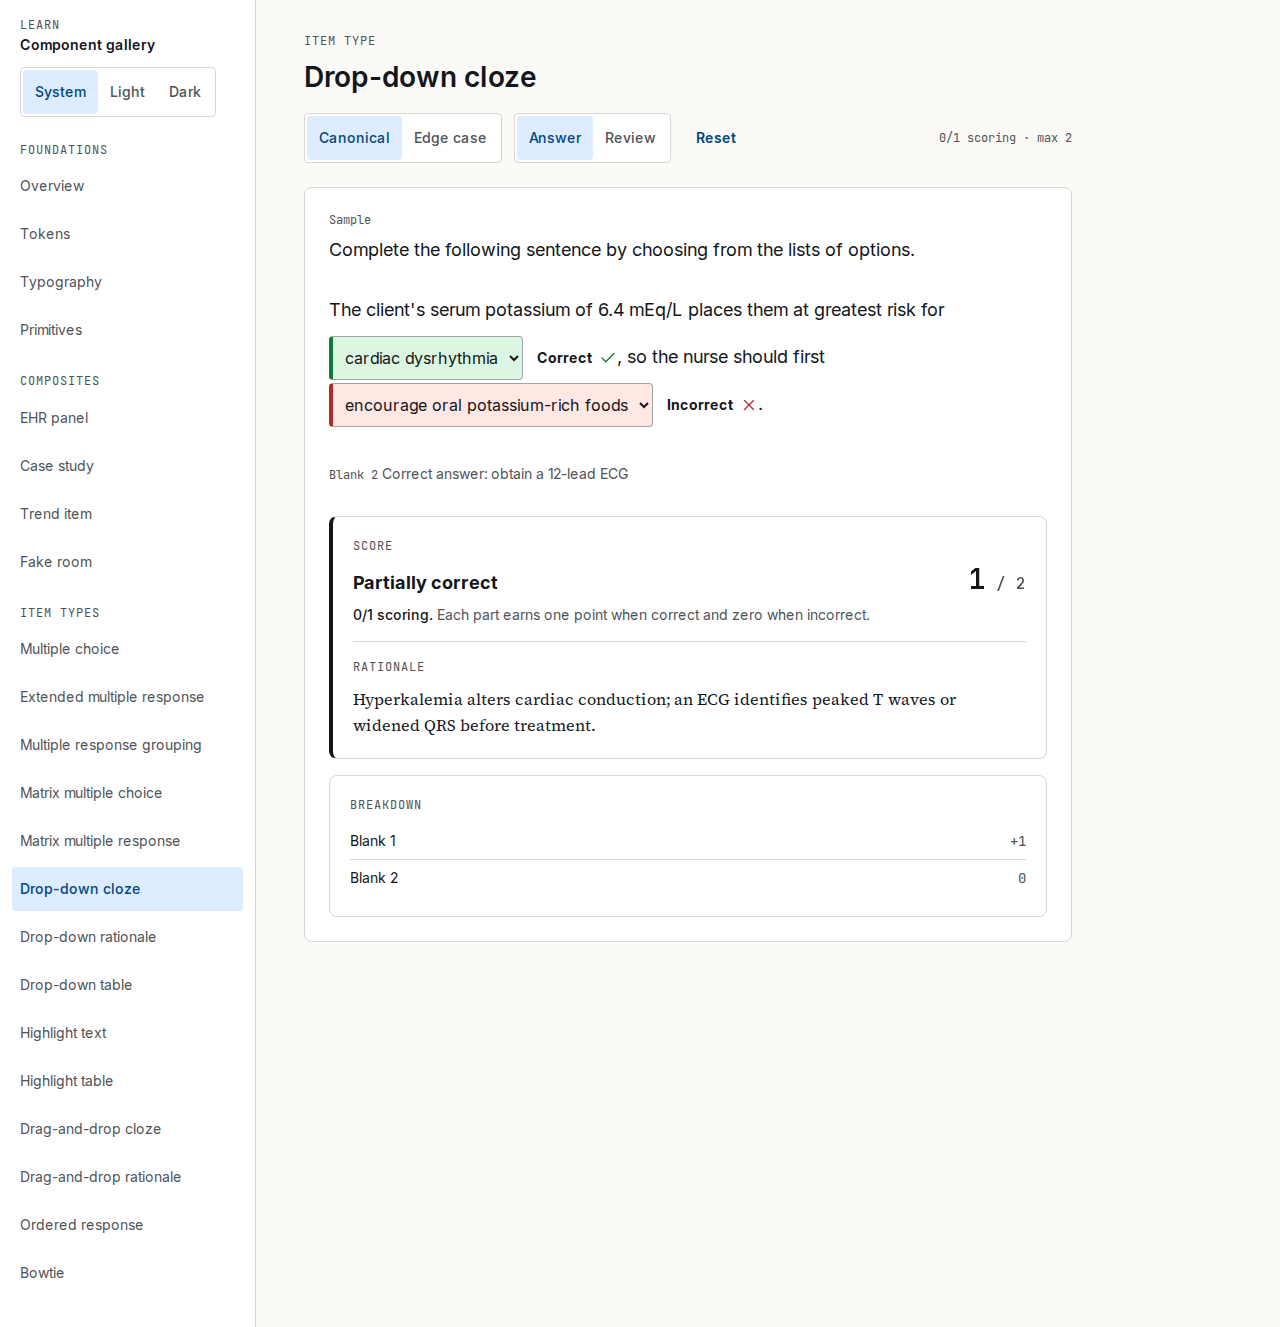 LEARN
Component gallery
System Light Dark
FOUNDATIONS
Overview
Tokens
Typography
Primitives
COMPOSITES
EHR panel
Case study
Trend item
Fake room
ITEM TYPES
Multiple choice
Extended multiple response
Multiple response grouping
Matrix multiple choice
Matrix multiple response
Drop-down cloze
Drop-down rationale
Drop-down table
Highlight text
Highlight table
Drag-and-drop cloze
Drag-and-drop rationale
Ordered response
Bowtie
ITEM TYPE
Drop-down cloze
Canonical Edge case Answer Review Reset 0/1 scoring · max 2
Sample
Complete the following sentence by choosing from the lists of options.
The client's serum potassium of 6.4 mEq/L places them at greatest risk for
cardiac dysrhythmia Correct ✓, so the nurse should first
encourage oral potassium-rich foods Incorrect ✕.
Blank 2 Correct answer: obtain a 12-lead ECG
SCORE
Partially correct 1 / 2
0/1 scoring. Each part earns one point when correct and zero when incorrect.
RATIONALE
Hyperkalemia alters cardiac conduction; an ECG identifies peaked T waves or
widened QRS before treatment.
BREAKDOWN
Blank 1 +1
Blank 2 0